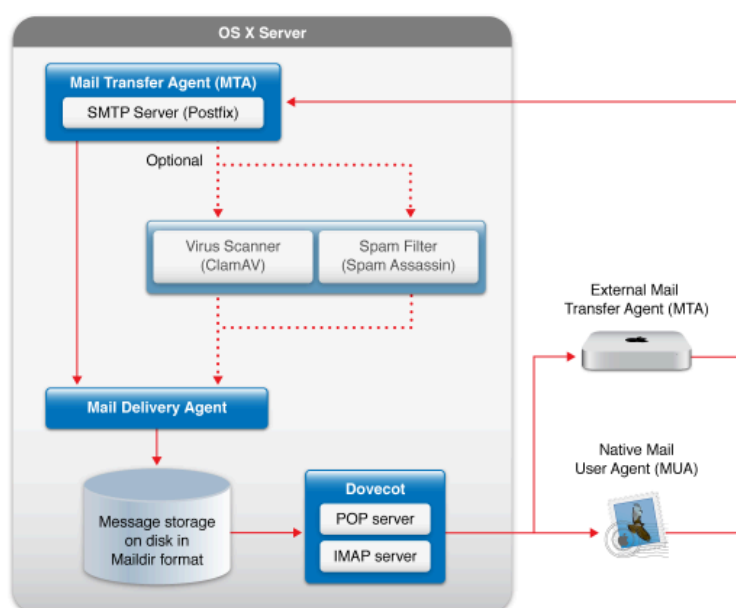 OS X Server
Mail Transfer Agent (MTA)
SMTP Server (Postfix)
Optional
Virus Scanner
(ClamAV)
Spam Filter
(Spam Assassin)
External Mail
Transfer Agent (MTA)
Mail Delivery Agent
Native Mail
User Agent (MUA)
Message storage
on disk in
Maildir format
Dovecot
POP server
IMAP server